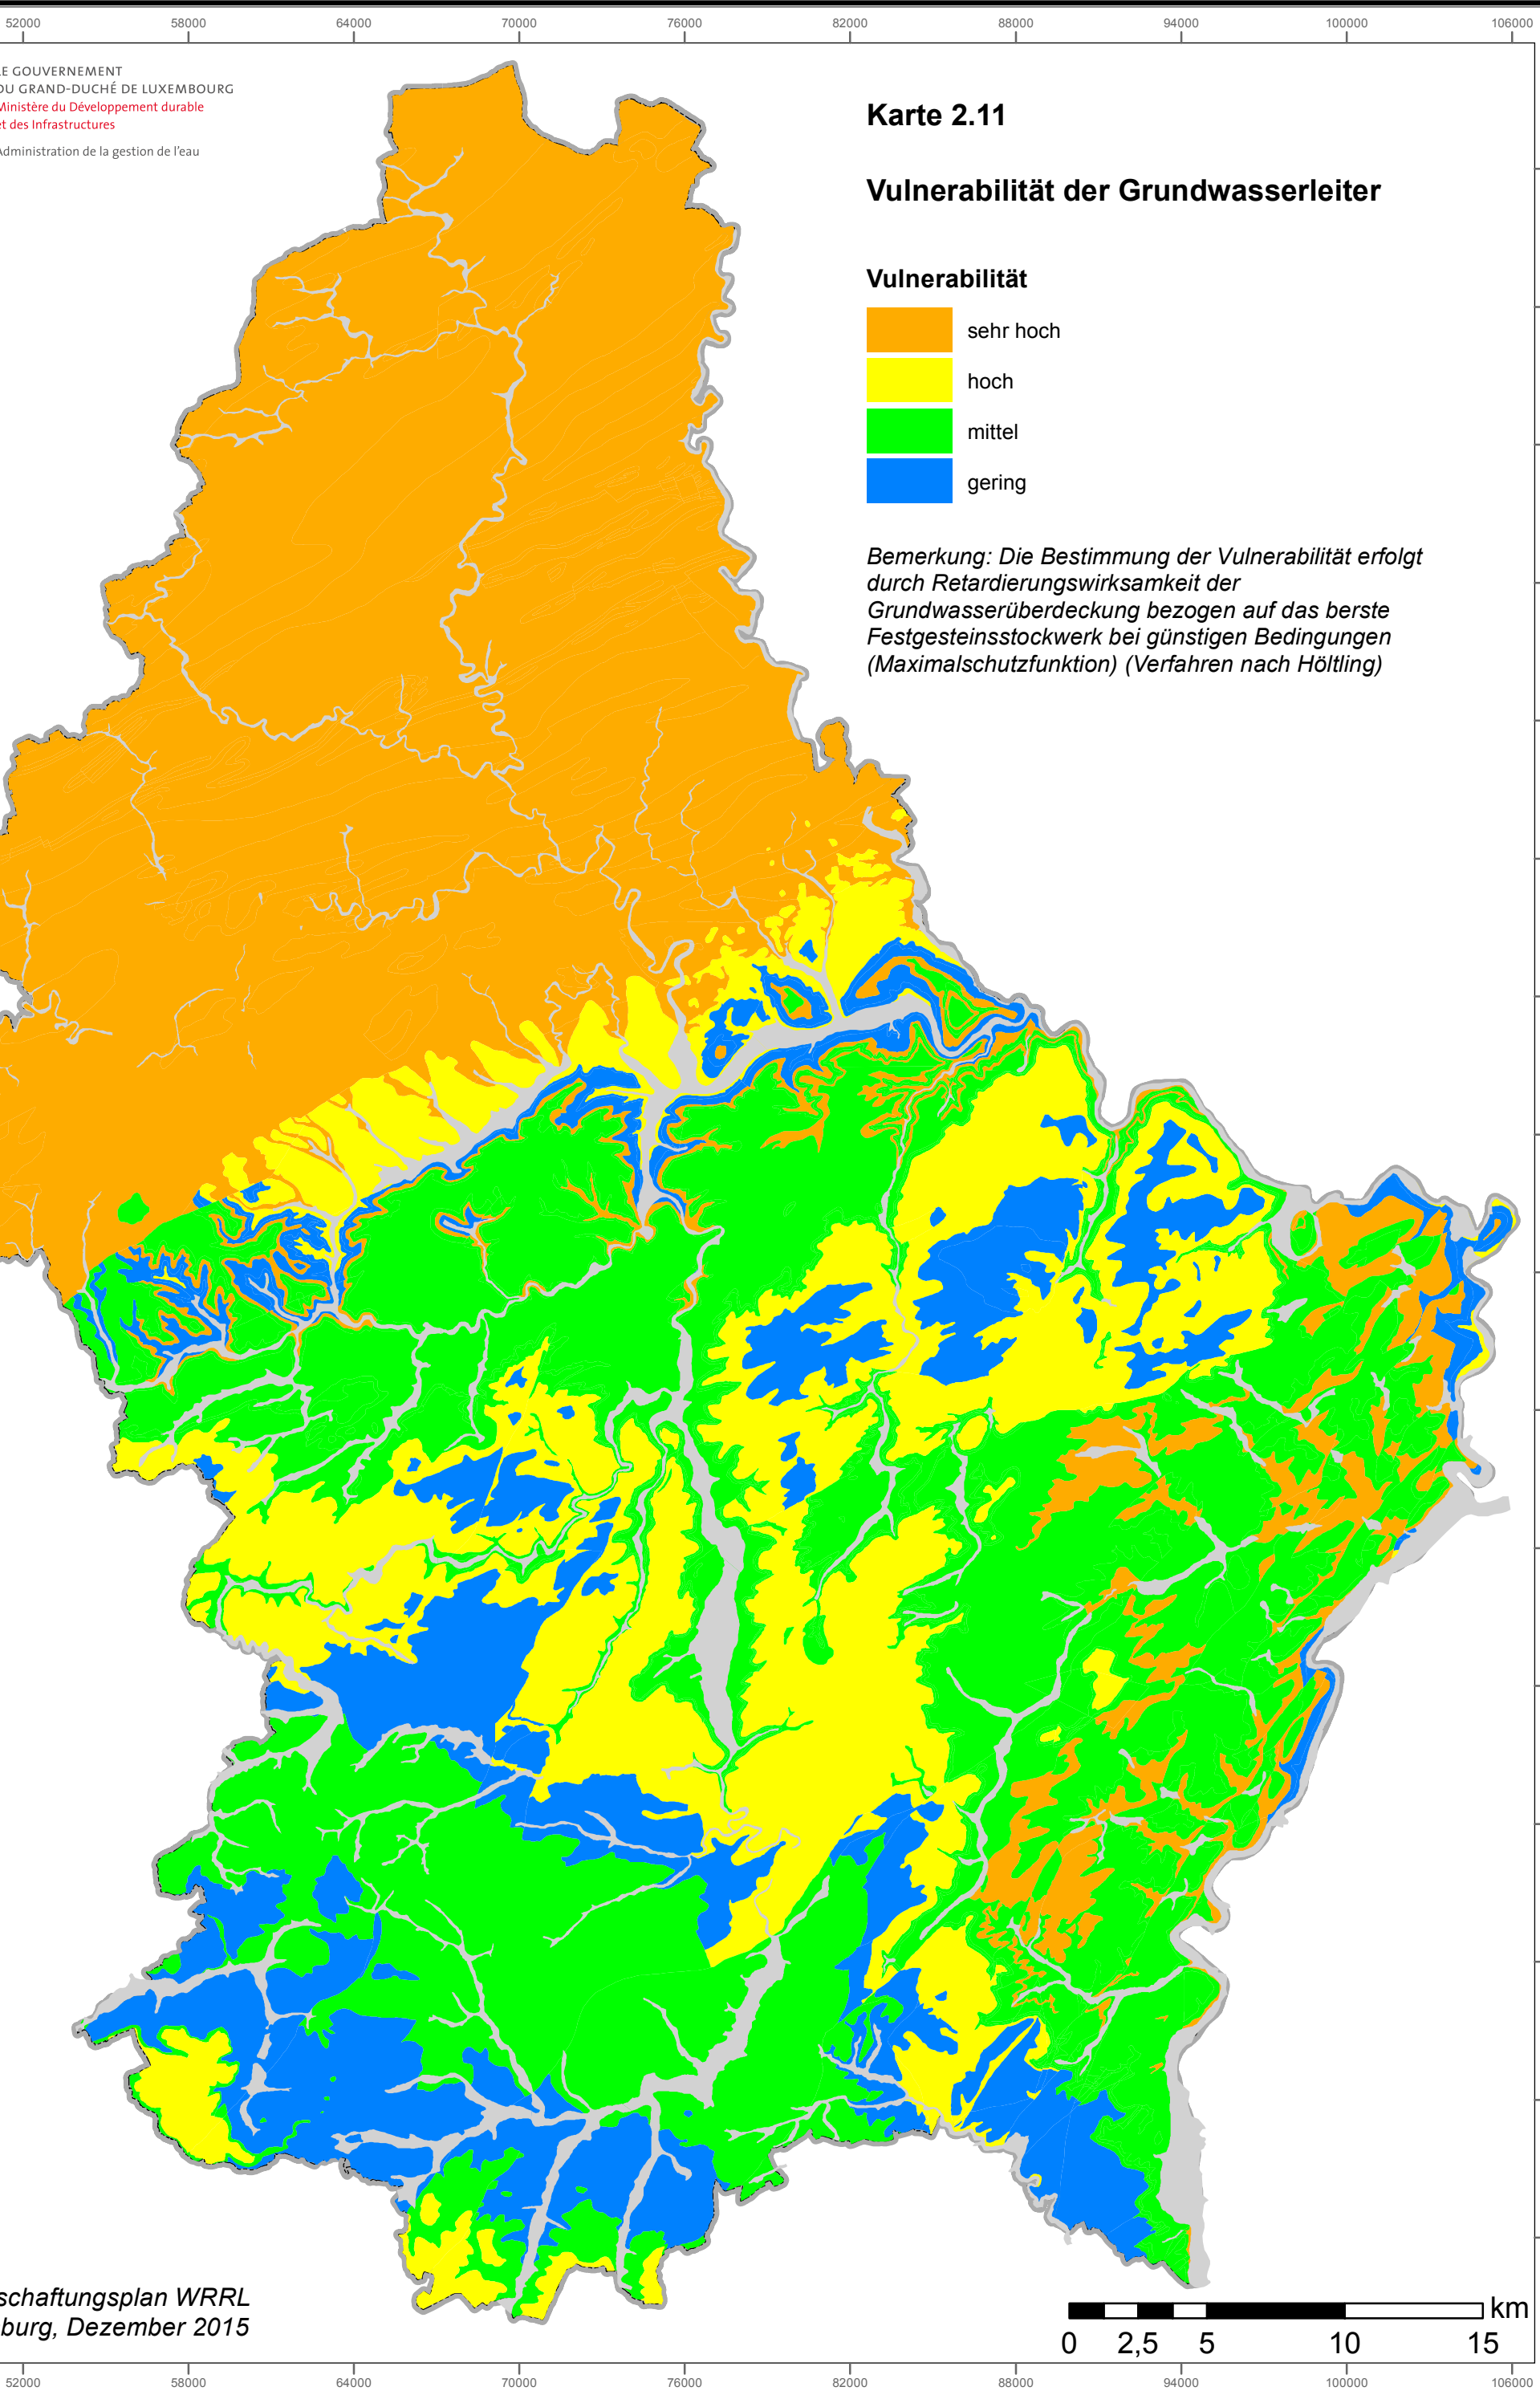 52000 58000 64000 70000 76000 82000 88000 94000 100000 106000
LE GOUVERNEMENT
DU GRAND-DUCHÉ DE LUXEMBOURG
Ministère du Développement durable
et des Infrastructures
Administration de la gestion de l'eau
Karte 2.11
Vulnerabilität der Grundwasserleiter
Vulnerabilität
sehr hoch
hoch
mittel
gering
Bemerkung: Die Bestimmung der Vulnerabilität erfolgt
durch Retardierungswirksamkeit der
Grundwasserüberdeckung bezogen auf das berste
Festgesteinsstockwerk bei günstigen Bedingungen
(Maximalschutzfunktion) (Verfahren nach Höltling)
schaftungsplan WRRL
burg, Dezember 2015
km
0 2,5 5 10 15
52000 58000 64000 70000 76000 82000 88000 94000 100000 106000